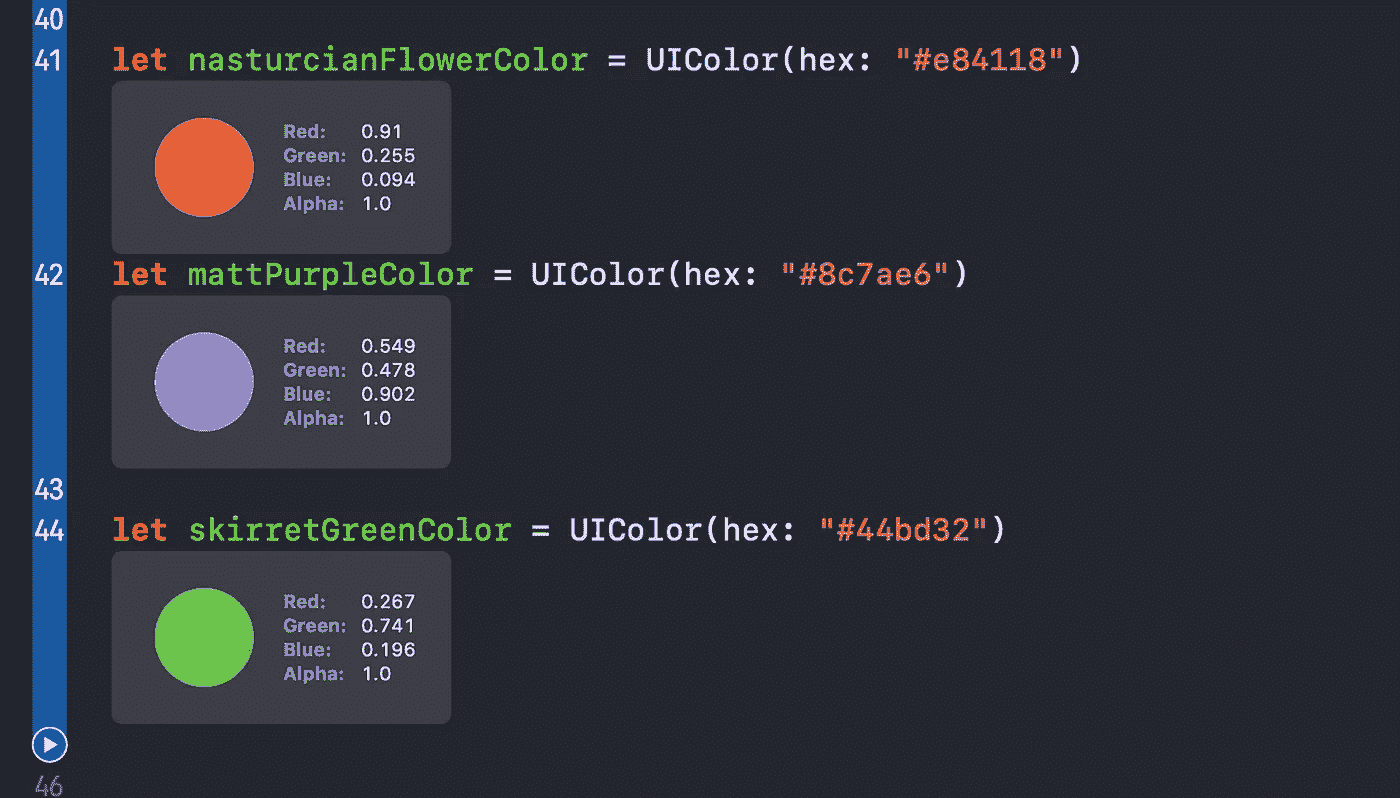 40
41 let nasturcianFlowerColor = UIColor(hex: "#e84118")
Red: 0.91
Green: 0.255
Blue: 0.094
Alpha: 1.0
42 let mattPurpleColor = UIColor(hex: "#8c7ae6")
Red: 0.549
Green: 0.478
Blue: 0.902
Alpha: 1.0
43
44 let skirretGreenColor = UIColor(hex: "#44bd32")
Red: 0.267
Green: 0.741
Blue: 0.196
Alpha: 1.0
46